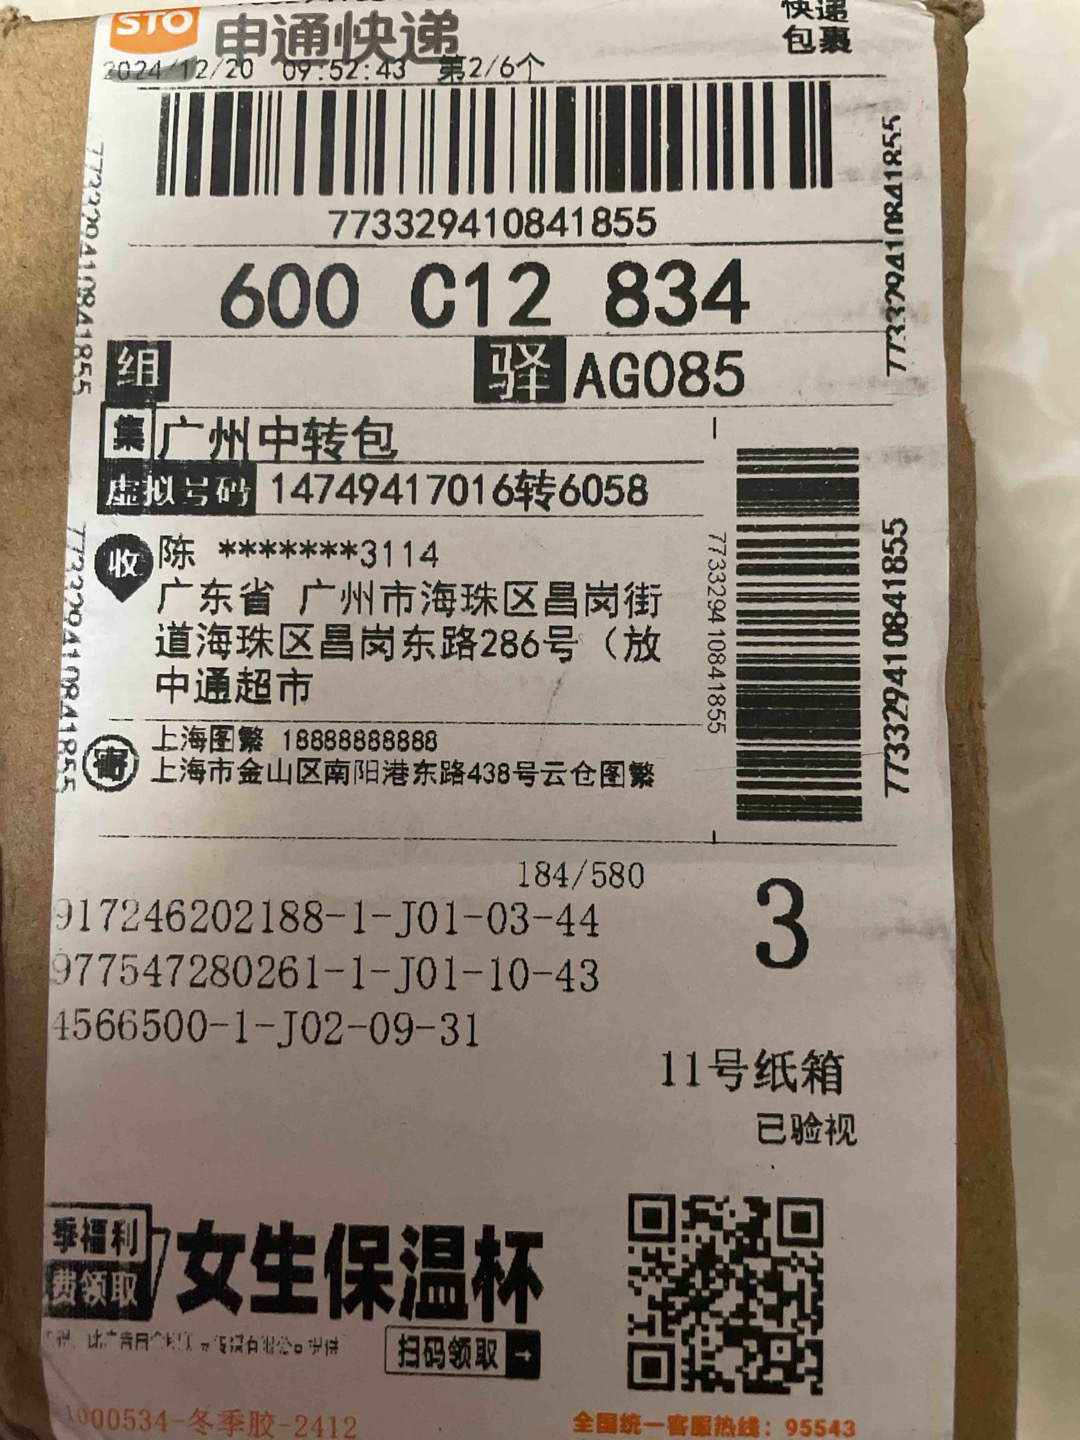 STO 申通快递
快递
包裹
2024/12/20 09:52:43 第2/6个
773329410841855
773329410841855
773329410841855
600 C12 834
组 驿 AG085
集 广州中转包
虚拟号码 14749417016转6058
收 陈 *******3114
广东省 广州市海珠区昌岗街
道海珠区昌岗东路286号（放
中通超市
773329410841855
773329410841855
773329410841855
寄 上海图繁 18888888888
上海市金山区南阳港东路438号云仓图繁
184/580
917246202188-1-J01-03-44
3
977547280261-1-J01-10-43
4566500-1-J02-09-31
11号纸箱
已验视
季福利
费领取
女生保温杯
扫码领取
1000534-冬季胶-2412
全国统一客服热线：95543